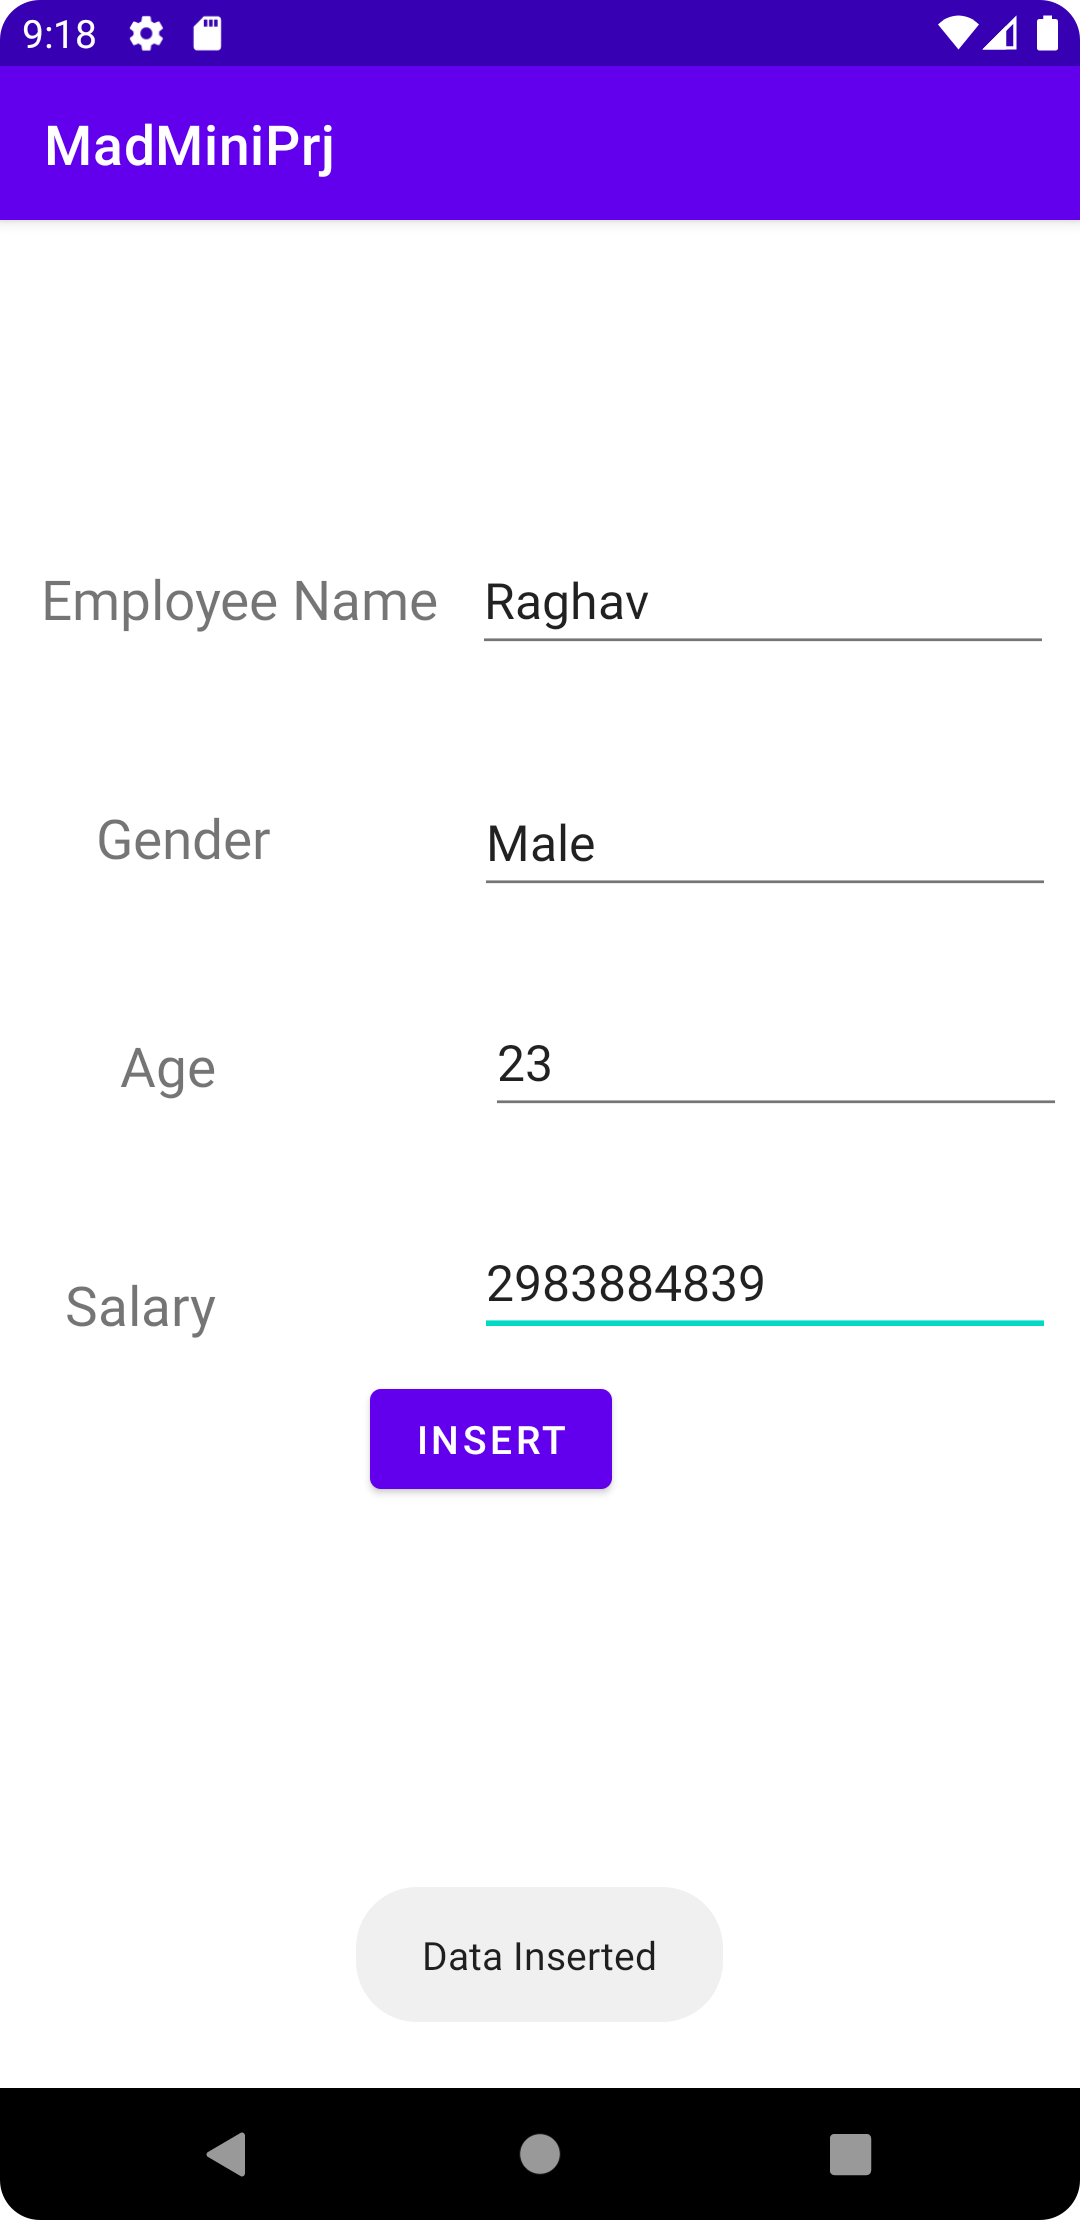 9:18
MadMiniPrj
Employee Name Raghav
Gender Male
Age 23
Salary 2983884839
INSERT
Data Inserted